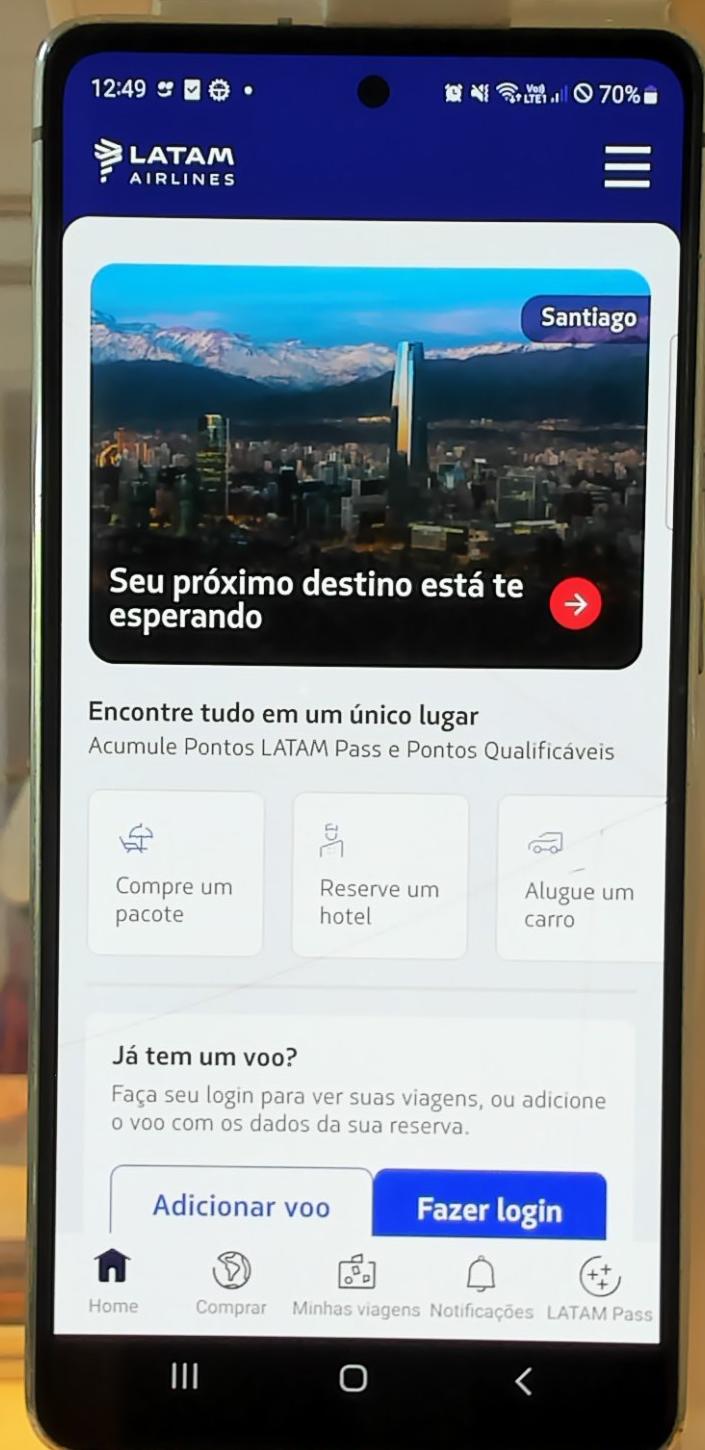 12:49
Vo)) LTE1 70%
LATAM
AIRLINES
Santiago
Seu próximo destino está te
esperando
Encontre tudo em um único lugar
Acumule Pontos LATAM Pass e Pontos Qualificáveis
Compre um
pacote
Reserve um
hotel
Alugue um
carro
Já tem um voo?
Faça seu login para ver suas viagens, ou adicione
o voo com os dados da sua reserva.
Adicionar voo
Fazer login
Home
Comprar
Minhas viagens
Notificações
LATAM Pass